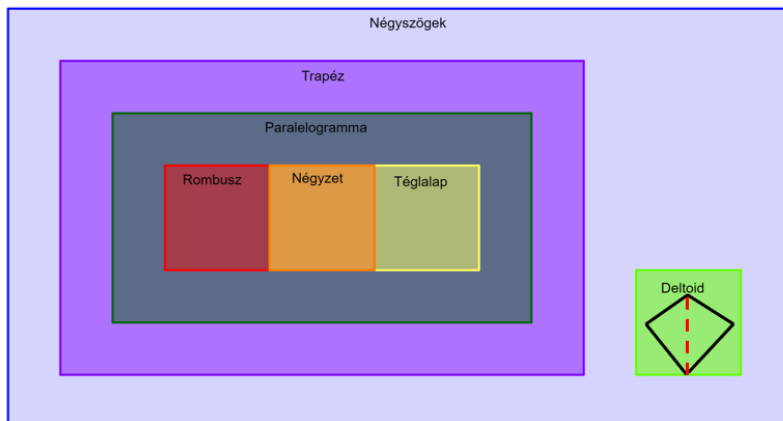 Négyszögek
Trapéz
Paralelogramma
Rombusz
Négyzet
Téglalap
Deltoid